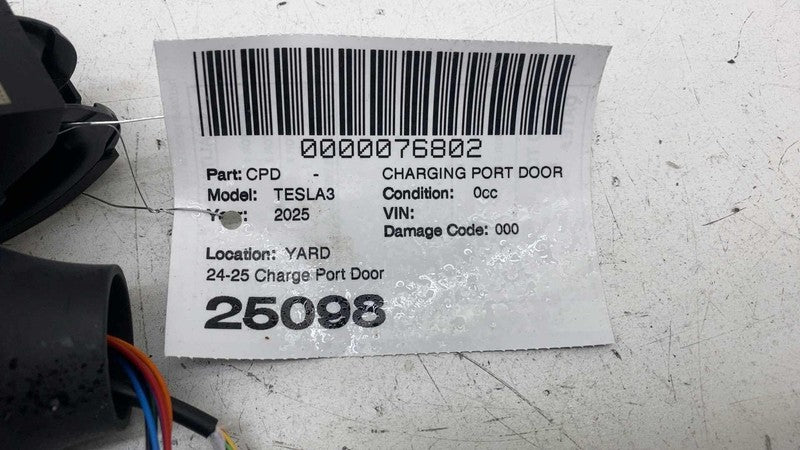 0000076802
Part: CPD - CHARGING PORT DOOR
Model: TESLA3 Condition: 0cc
Year: 2025 VIN:
Damage Code: 000
Location: YARD
24-25 Charge Port Door
25098